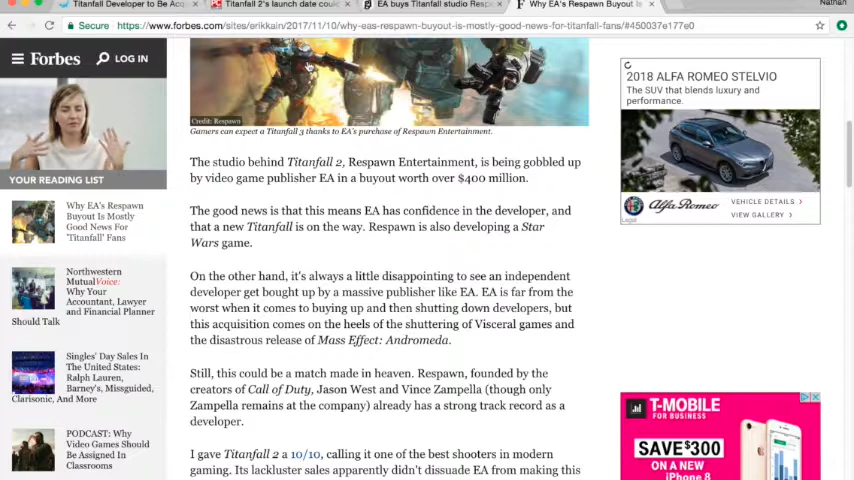 Titanfall Developer to Be Acq
Titanfall 2's launch date could
EA buys Titanfall studio Resp
Why EA's Respawn Buyout Is
Nathan
Secure https://www.forbes.com/sites/erikkain/2017/11/10/why-eas-respawn-buyout-is-mostly-good-news-for-titanfall-fans/#450037e177e0
Forbes LOG IN
Credit: Respawn
Gamers can expect a Titanfall 3 thanks to EA's purchase of Respawn Entertainment.
The studio behind Titanfall 2, Respawn Entertainment, is being gobbled up
by video game publisher EA in a buyout worth over $400 million.
The good news is that this means EA has confidence in the developer, and
that a new Titanfall is on the way. Respawn is also developing a Star
Wars game.
On the other hand, it's always a little disappointing to see an independent
developer get bought up by a massive publisher like EA. EA is far from the
worst when it comes to buying up and then shutting down developers, but
this acquisition comes on the heels of the shuttering of Visceral games and
the disastrous release of Mass Effect: Andromeda.
Still, this could be a match made in heaven. Respawn, founded by the
creators of Call of Duty, Jason West and Vince Zampella (though only
Zampella remains at the company) already has a strong track record as a
developer.
I gave Titanfall 2 a 10/10, calling it one of the best shooters in modern
gaming. Its lackluster sales apparently didn't dissuade EA from making this
YOUR READING LIST
Why EA's Respawn
Buyout Is Mostly
Good News For
'Titanfall' Fans
Northwestern
MutualVoice:
Why Your
Accountant, Lawyer
and Financial Planner
Should Talk
Singles' Day Sales In
The United States:
Ralph Lauren,
Barney's, Missguided,
Clarisonic, And More
PODCAST: Why
Video Games Should
Be Assigned In
Classrooms
2018 ALFA ROMEO STELVIO
The SUV that blends luxury and
performance.
Legal
Alfa Romeo
VEHICLE DETAILS
VIEW GALLERY
T-MOBILE
FOR BUSINESS
SAVE $300
ON A NEW
iPhone 8